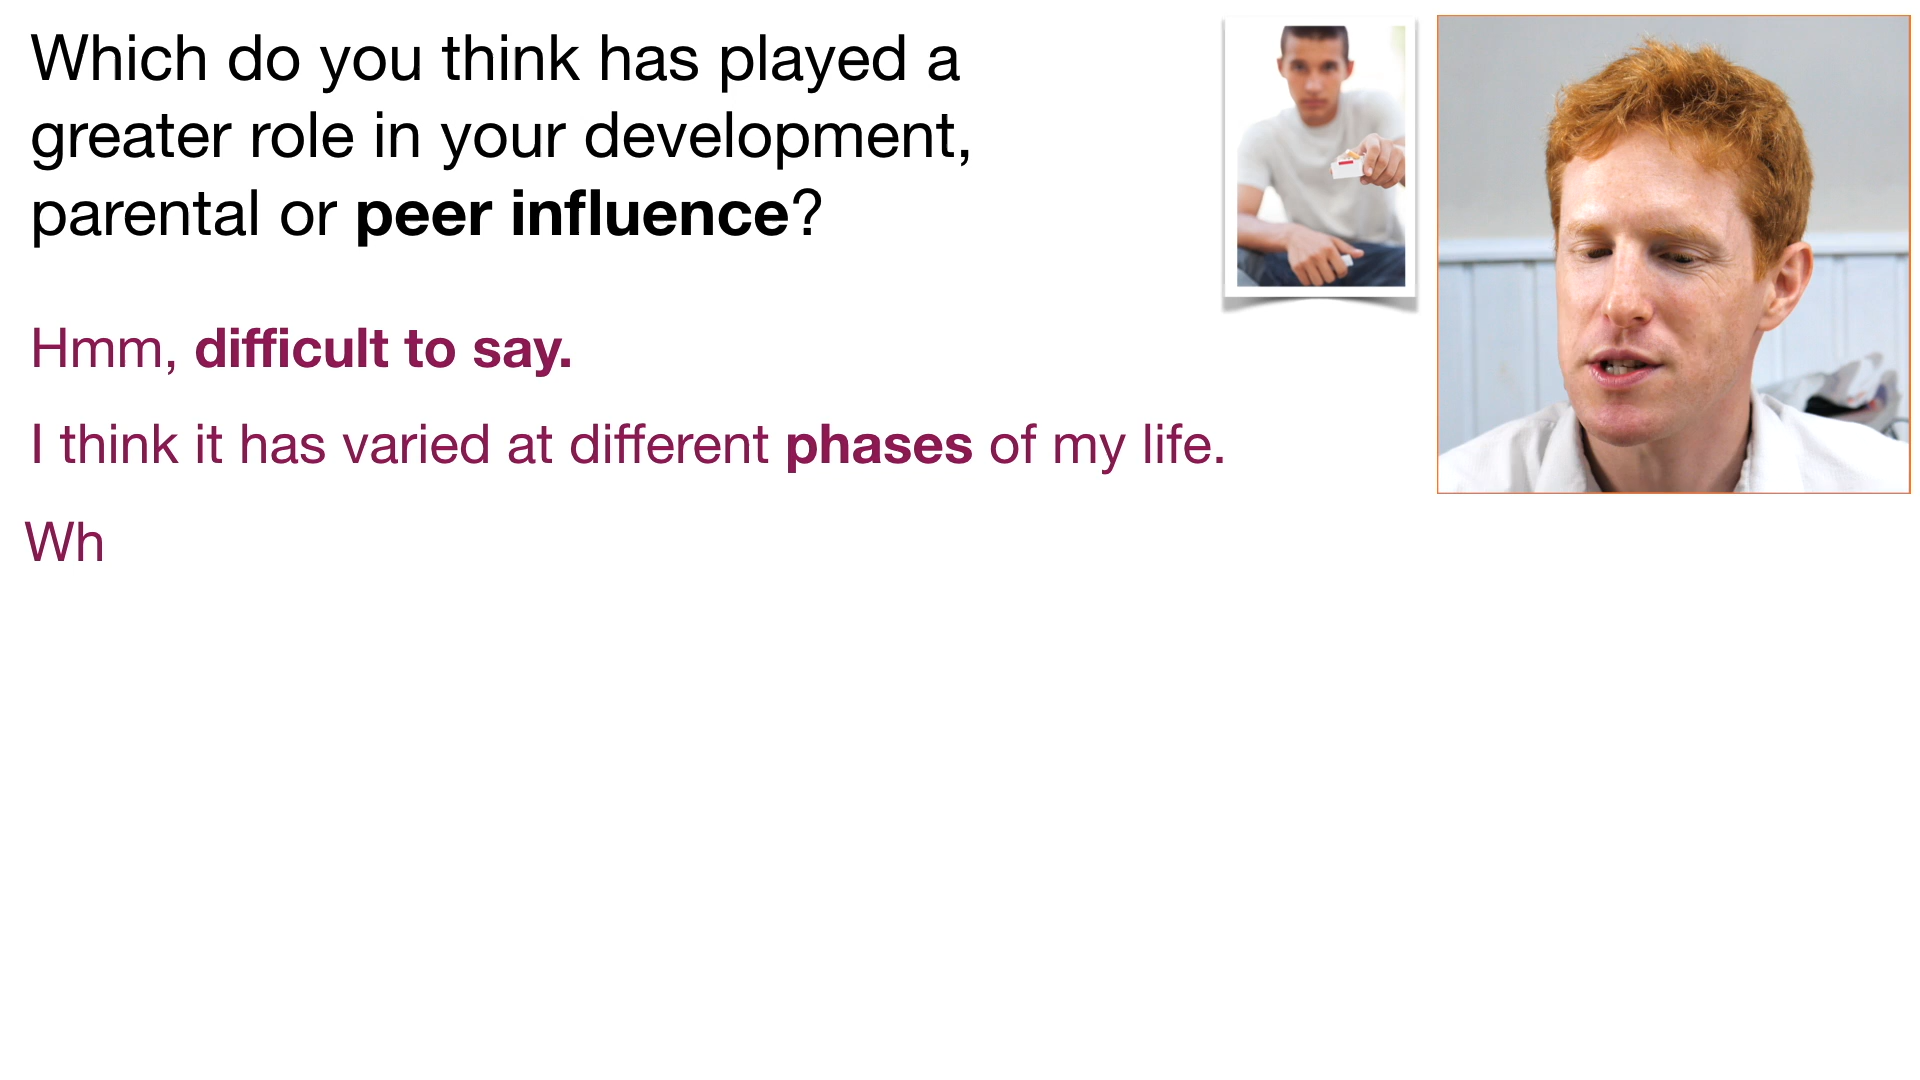 Which do you think has played a
greater role in your development,
parental or peer influence?
Hmm, difficult to say.
I think it has varied at different phases of my life.
Wh